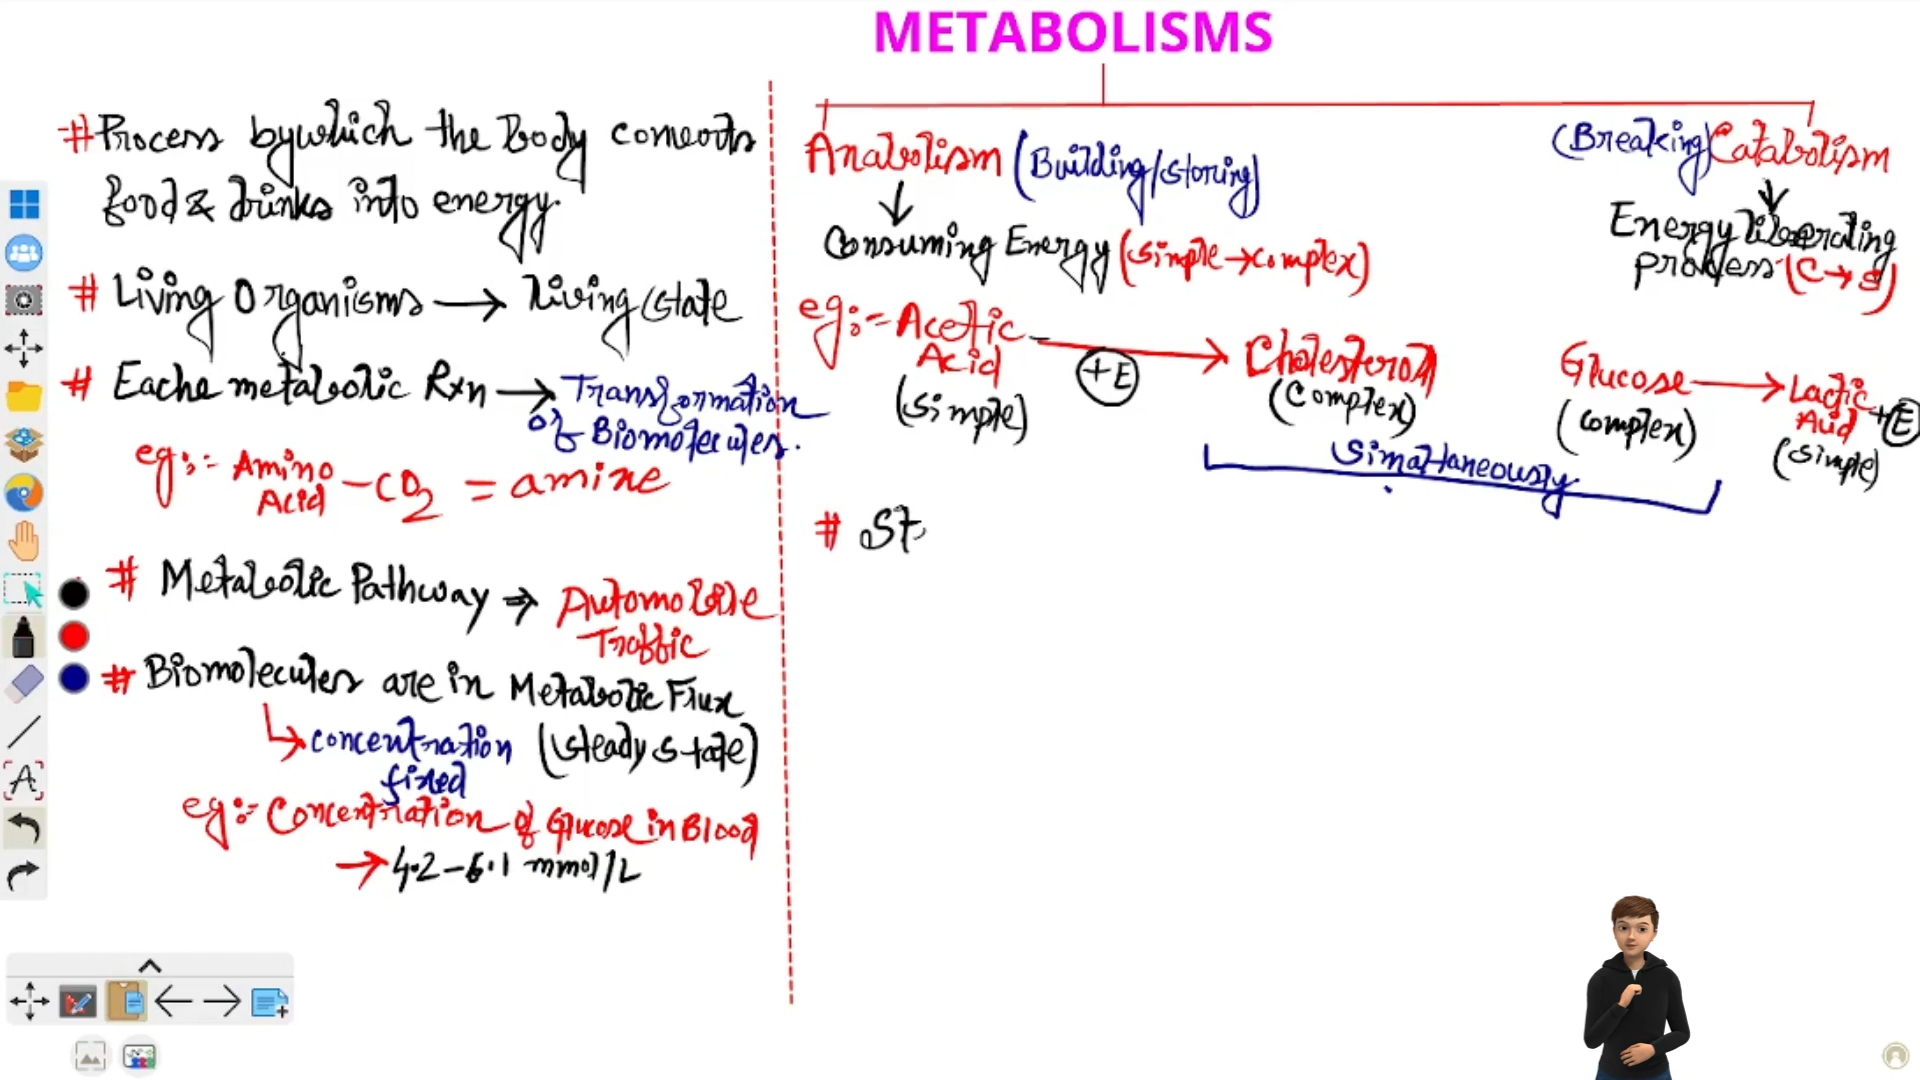 METABOLISMS
# Process by which the Body converts
food & drinks into energy.
# Living Organisms → living state
# Eache metabolic Rxn → Transformation
of Biomolecules.
eg:- Amino Acid - CO2 = amine
# Metabolic Pathway → Automobile
Traffic
# Biomolecules are in Metabolic Flux
↳ concentration (steady state)
fixed
eg:- Concentration of Glucose in Blood
→ 4.2-6.1 mmol/L
Anabolism (Building/storing)
↓
Consuming Energy (simple→complex)
eg:- Acetic Acid +E → Cholesterol
(simple) (Complex)
(Breaking) Catabolism
↓
Energy liberating
process (C→S)
Glucose → Lactic Acid +E
(complex) (simple)
Simaltaneously
# St
A